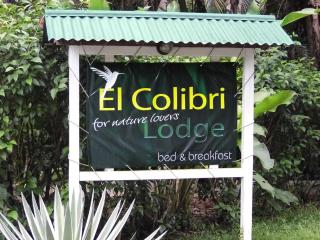 El Colibri
for nature lovers
Lodge
bed & breakfast